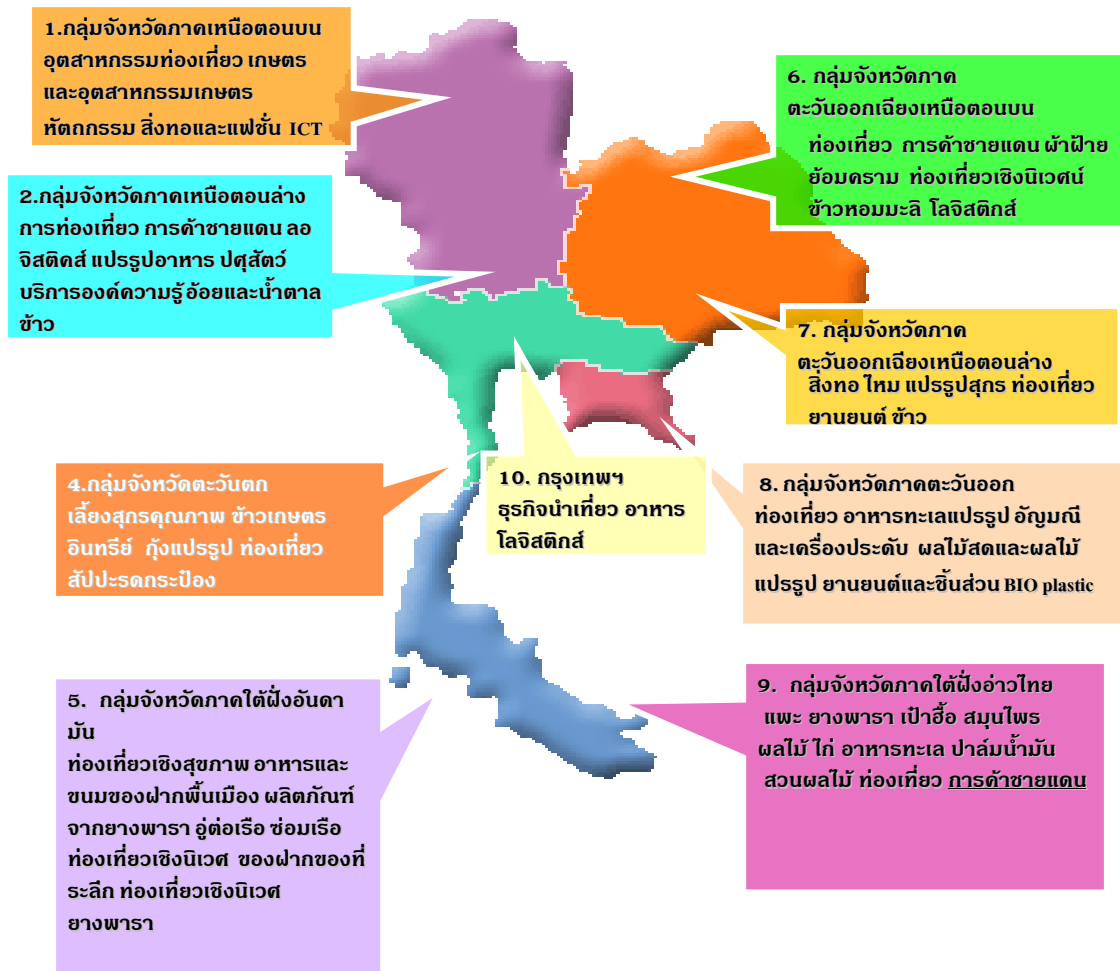 1.กลุ่มจังหวัดภาคเหนือตอนบน
อุตสาหกรรมท่องเที่ยว เกษตร
และอุตสาหกรรมเกษตร
หัตถกรรม สิ่งทอและแฟชั่น ICT
2.กลุ่มจังหวัดภาคเหนือตอนล่าง
การท่องเที่ยว การค้าชายแดน ลอ
จิสติคส์ แปรรูปอาหาร ปศุสัตว์
บริการองค์ความรู้ อ้อยและน้ำตาล
ข้าว
4.กลุ่มจังหวัดตะวันตก
เลี้ยงสุกรคุณภาพ ข้าวเกษตร
อินทรีย์ กุ้งแปรรูป ท่องเที่ยว
สัปปะรดกระป๋อง
5. กลุ่มจังหวัดภาคใต้ฝั่งอันดา
มัน
ท่องเที่ยวเชิงสุขภาพ อาหารและ
ขนมของฝากพื้นเมือง ผลิตภัณฑ์
จากยางพารา อู่ต่อเรือ ซ่อมเรือ
ท่องเที่ยวเชิงนิเวศ ของฝากของที่
ระลึก ท่องเที่ยวเชิงนิเวศ
ยางพารา
6. กลุ่มจังหวัดภาค
ตะวันออกเฉียงเหนือตอนบน
ท่องเที่ยว การค้าชายแดน ผ้าฝ้าย
ย้อมคราม ท่องเที่ยวเชิงนิเวศน์
ข้าวหอมมะลิ โลจิสติกส์
7. กลุ่มจังหวัดภาค
ตะวันออกเฉียงเหนือตอนล่าง
สิ่งทอ ไหม แปรรูปสุกร ท่องเที่ยว
ยานยนต์ ข้าว
10. กรุงเทพฯ
ธุรกิจนำเที่ยว อาหาร
โลจิสติกส์
8. กลุ่มจังหวัดภาคตะวันออก
ท่องเที่ยว อาหารทะเลแปรรูป อัญมณี
และเครื่องประดับ ผลไม้สดและผลไม้
แปรรูป ยานยนต์และชิ้นส่วน BIO plastic
9. กลุ่มจังหวัดภาคใต้ฝั่งอ่าวไทย
แพะ ยางพารา เป๋าฮื้อ สมุนไพร
ผลไม้ ไก่ อาหารทะเล ปาล์มน้ำมัน
สวนผลไม้ ท่องเที่ยว การค้าชายแดน